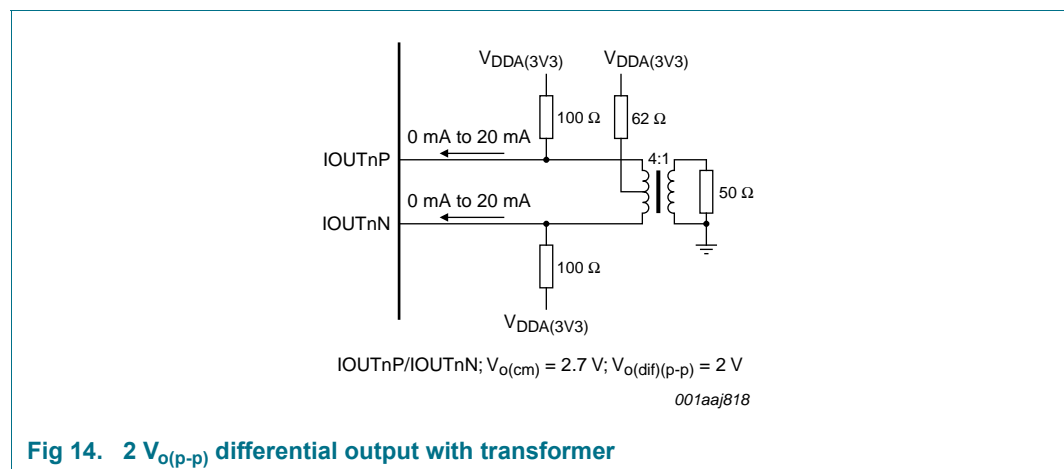 VDDA(3V3) VDDA(3V3)
100 Ω 62 Ω
0 mA to 20 mA
IOUTnP 4:1
50 Ω
0 mA to 20 mA
IOUTnN
100 Ω
VDDA(3V3)
IOUTnP/IOUTnN; Vo(cm) = 2.7 V; Vo(dif)(p-p) = 2 V
001aaj818
Fig 14. 2 Vo(p-p) differential output with transformer